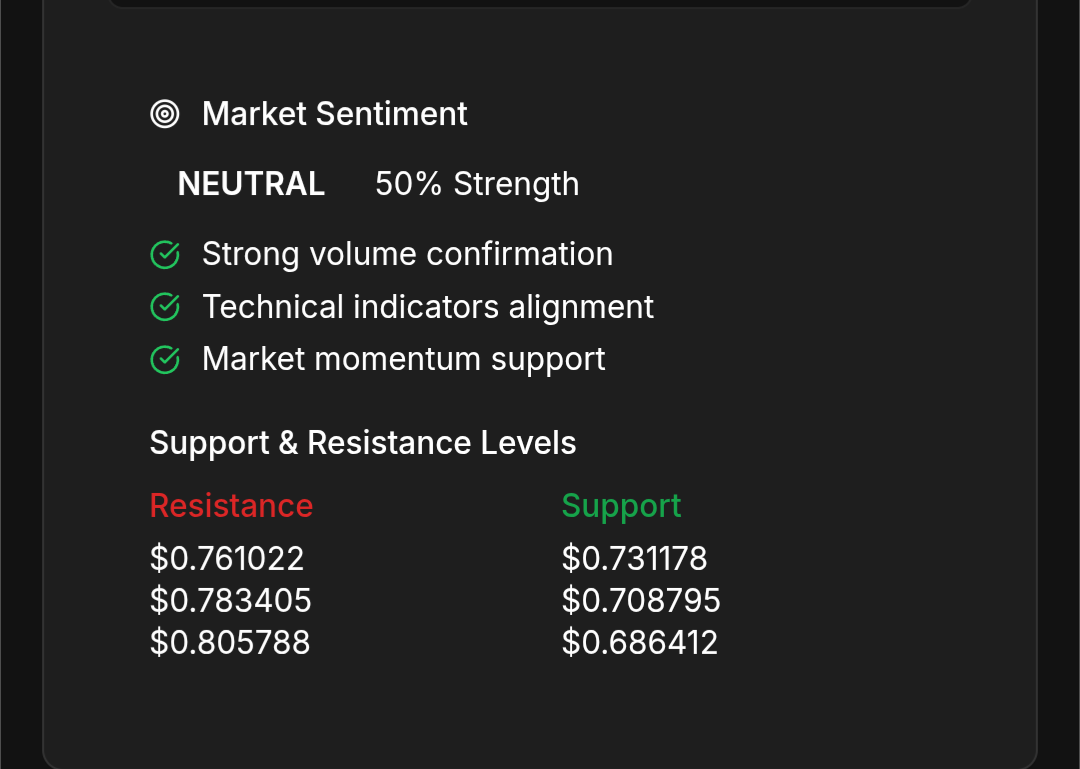 Market Sentiment
NEUTRAL 50% Strength
Strong volume confirmation
Technical indicators alignment
Market momentum support
Support & Resistance Levels
Resistance Support
$0.761022 $0.731178
$0.783405 $0.708795
$0.805788 $0.686412